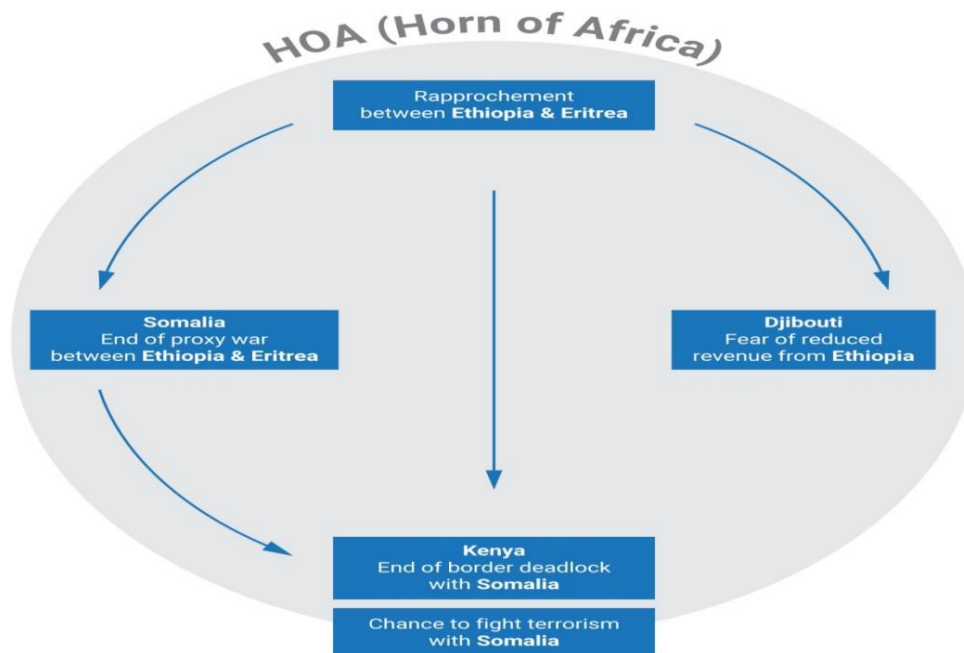 HOA (Horn of Africa)
Rapprochement
between Ethiopia & Eritrea
Somalia
End of proxy war
between Ethiopia & Eritrea
Djibouti
Fear of reduced
revenue from Ethiopia
Kenya
End of border deadlock
with Somalia
Chance to fight terrorism
with Somalia